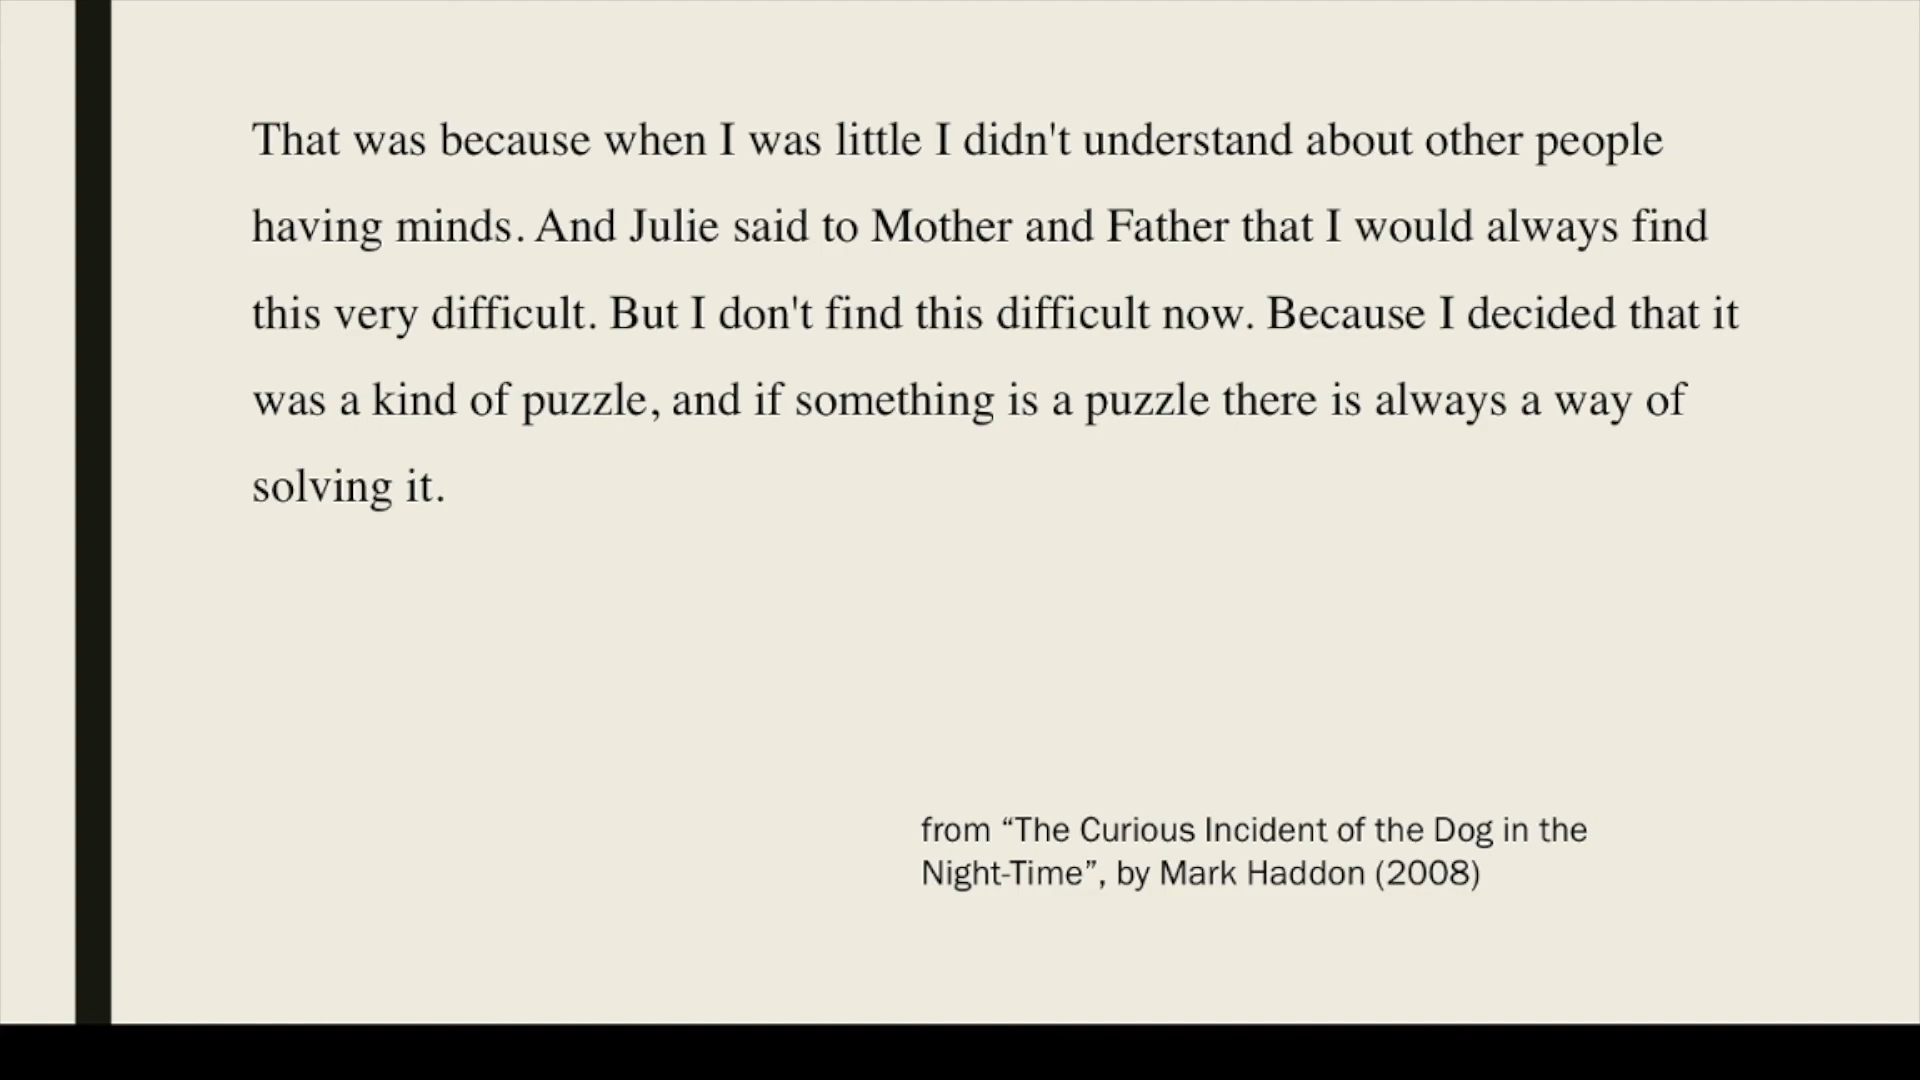 That was because when I was little I didn't understand about other people
having minds. And Julie said to Mother and Father that I would always find
this very difficult. But I don't find this difficult now. Because I decided that it
was a kind of puzzle, and if something is a puzzle there is always a way of
solving it.
from “The Curious Incident of the Dog in the
Night-Time”, by Mark Haddon (2008)